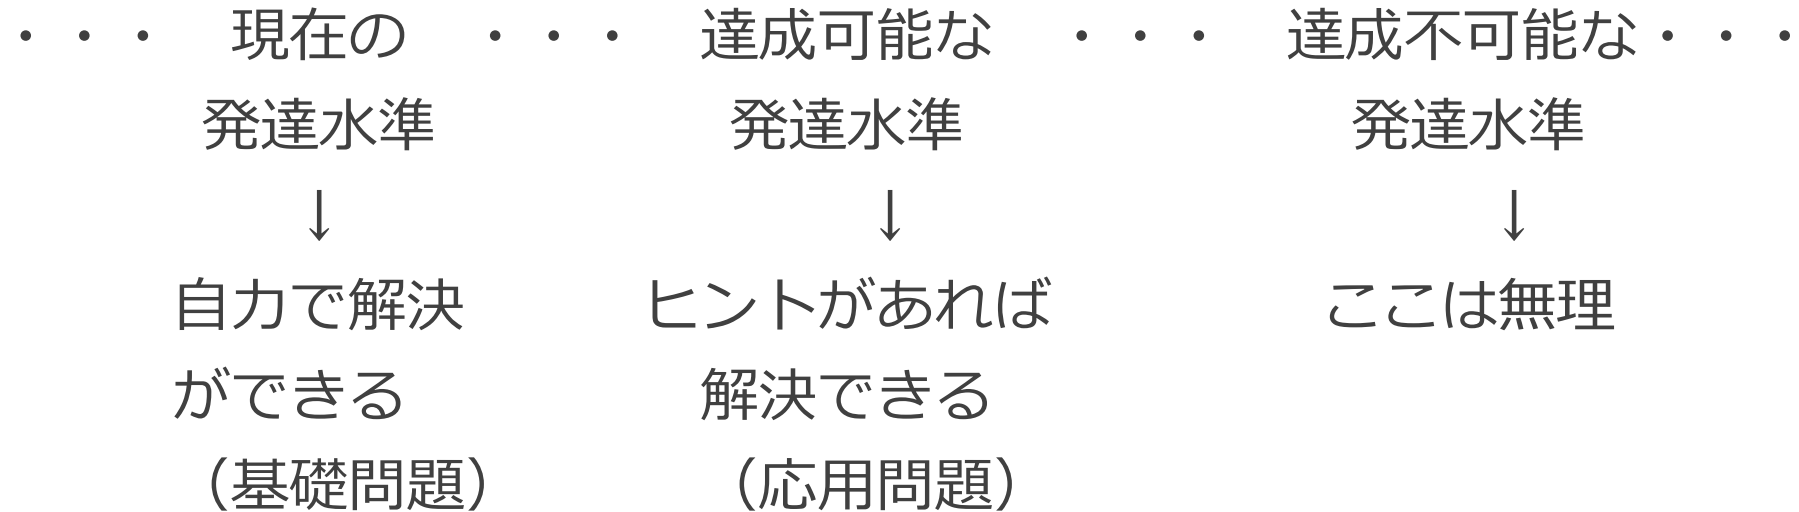 ・・・　現在の　・・・　達成可能な　・・・　達成不可能な・・・
発達水準　発達水準　発達水準
↓　↓　↓
自力で解決　ヒントがあれば　ここは無理
ができる　解決できる
（基礎問題）　（応用問題）